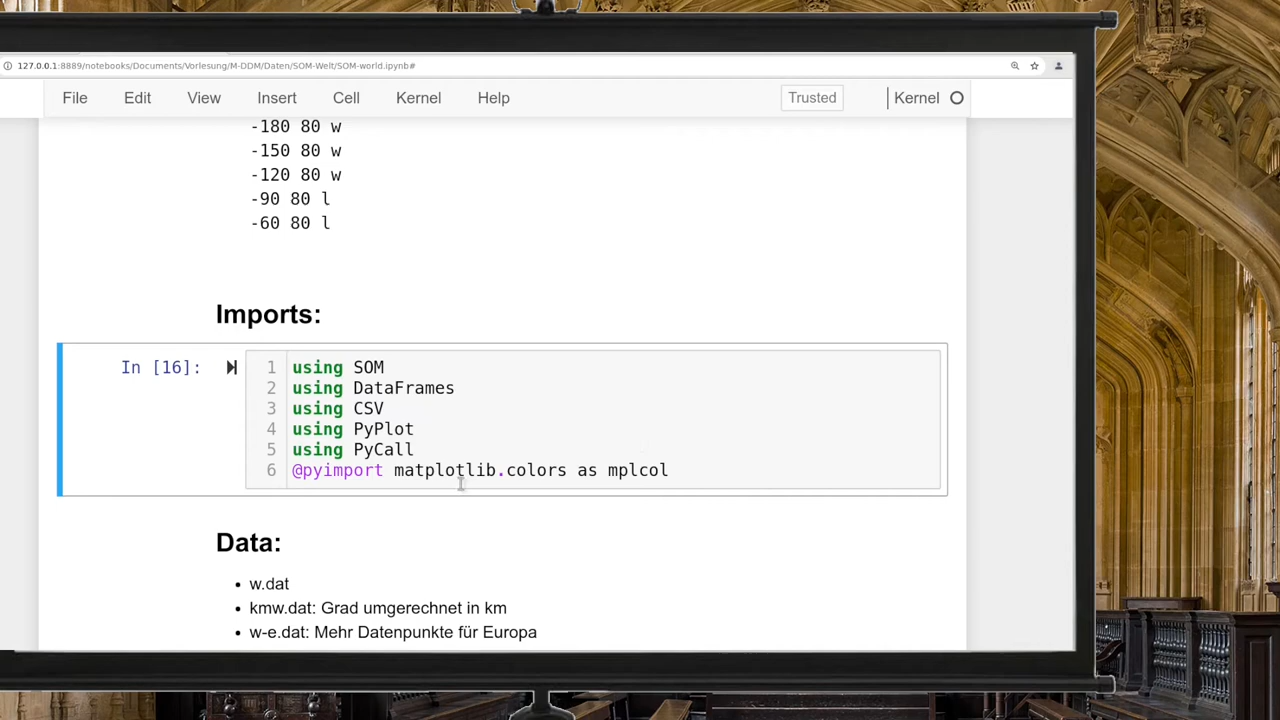 127.0.0.1:8889/notebooks/Documents/Vorlesung/M-DDM/Daten/SOM-Welt/SOM-world.ipynb#
File Edit View Insert Cell Kernel Help Trusted Kernel
-180 80 w
-150 80 w
-120 80 w
-90 80 l
-60 80 l
Imports:
In [16]:
1 using SOM
2 using DataFrames
3 using CSV
4 using PyPlot
5 using PyCall
6 @pyimport matplotlib.colors as mplcol
Data:
• w.dat
• kmw.dat: Grad umgerechnet in km
• w-e.dat: Mehr Datenpunkte für Europa